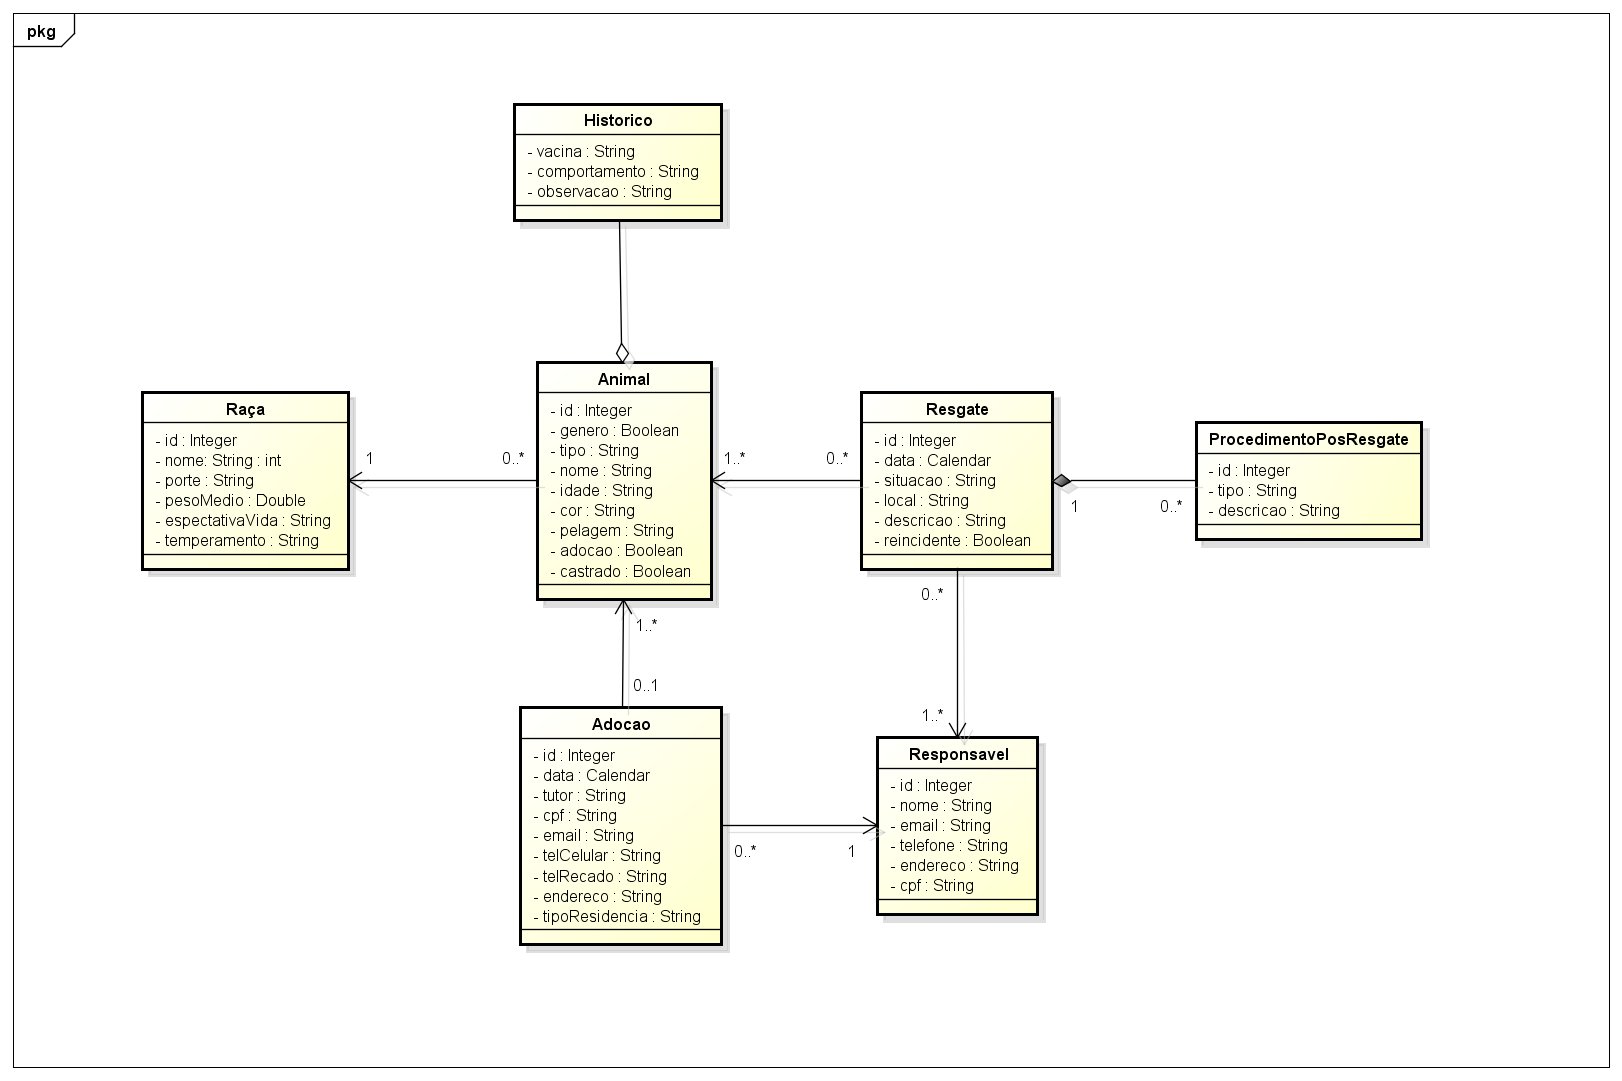 pkg
Historico
- vacina : String
- comportamento : String
- observacao : String
Raça
- id : Integer
- nome: String : int
- porte : String
- pesoMedio : Double
- espectativaVida : String
- temperamento : String
1
0..*
Animal
- id : Integer
- genero : Boolean
- tipo : String
- nome : String
- idade : String
- cor : String
- pelagem : String
- adocao : Boolean
- castrado : Boolean
1..*
0..*
Resgate
- id : Integer
- data : Calendar
- situacao : String
- local : String
- descricao : String
- reincidente : Boolean
1
0..*
ProcedimentoPosResgate
- id : Integer
- tipo : String
- descricao : String
1..*
0..1
0..*
1..*
Adocao
- id : Integer
- data : Calendar
- tutor : String
- cpf : String
- email : String
- telCelular : String
- telRecado : String
- endereco : String
- tipoResidencia : String
0..*
1
Responsavel
- id : Integer
- nome : String
- email : String
- telefone : String
- endereco : String
- cpf : String